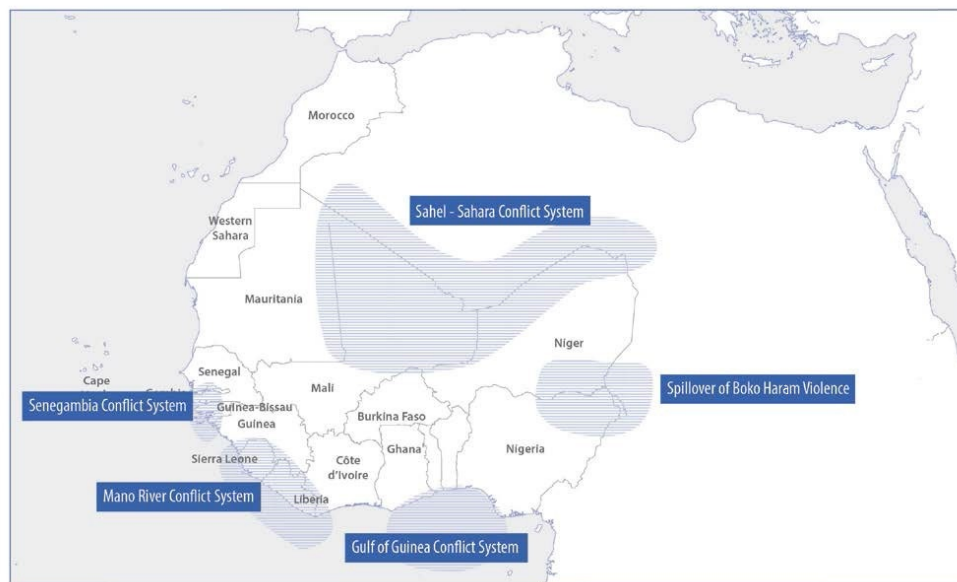 Morocco
Sahel - Sahara Conflict System
Western
Sahara
Mauritania
Niger
Senegal
Cape
Spillover of Boko Haram Violence
Mali
Senegambia Conflict System
Guinea-Bissau
Burkina Faso
Guinea
Ghana
Nigeria
Sierra Leone
Côte
d'Ivoire
Mano River Conflict System
Liberia
Gulf of Guinea Conflict System